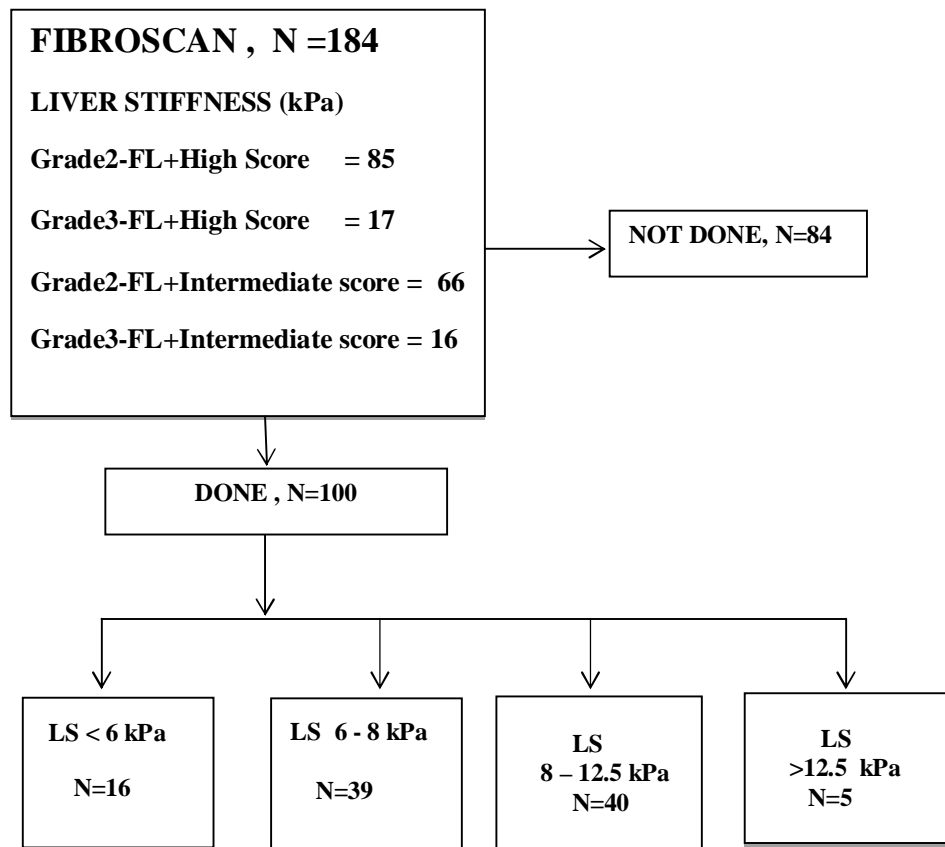 FIBROSCAN , N =184
LIVER STIFFNESS (kPa)
Grade2-FL+High Score = 85
Grade3-FL+High Score = 17
Grade2-FL+Intermediate score = 66
Grade3-FL+Intermediate score = 16
NOT DONE, N=84
DONE , N=100
LS < 6 kPa
N=16
LS 6 - 8 kPa
N=39
LS
8 – 12.5 kPa
N=40
LS
>12.5 kPa
N=5